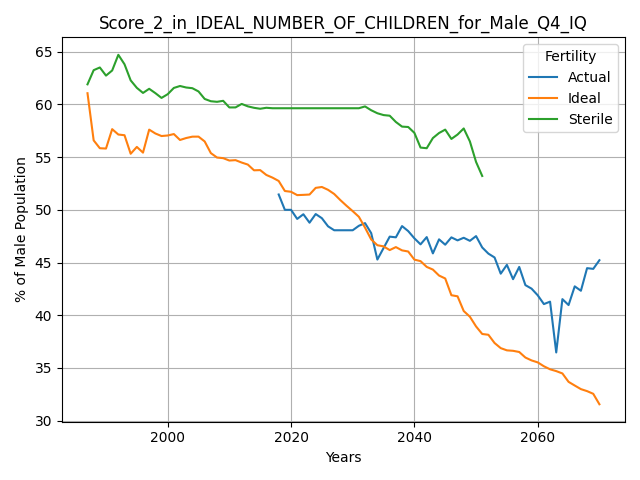 Score_2_in_IDEAL_NUMBER_OF_CHILDREN_for_Male_Q4_IQ
% of Male Population
65
60
55
50
45
40
35
30
Fertility
Actual
Ideal
Sterile
2000 2020 2040 2060
Years